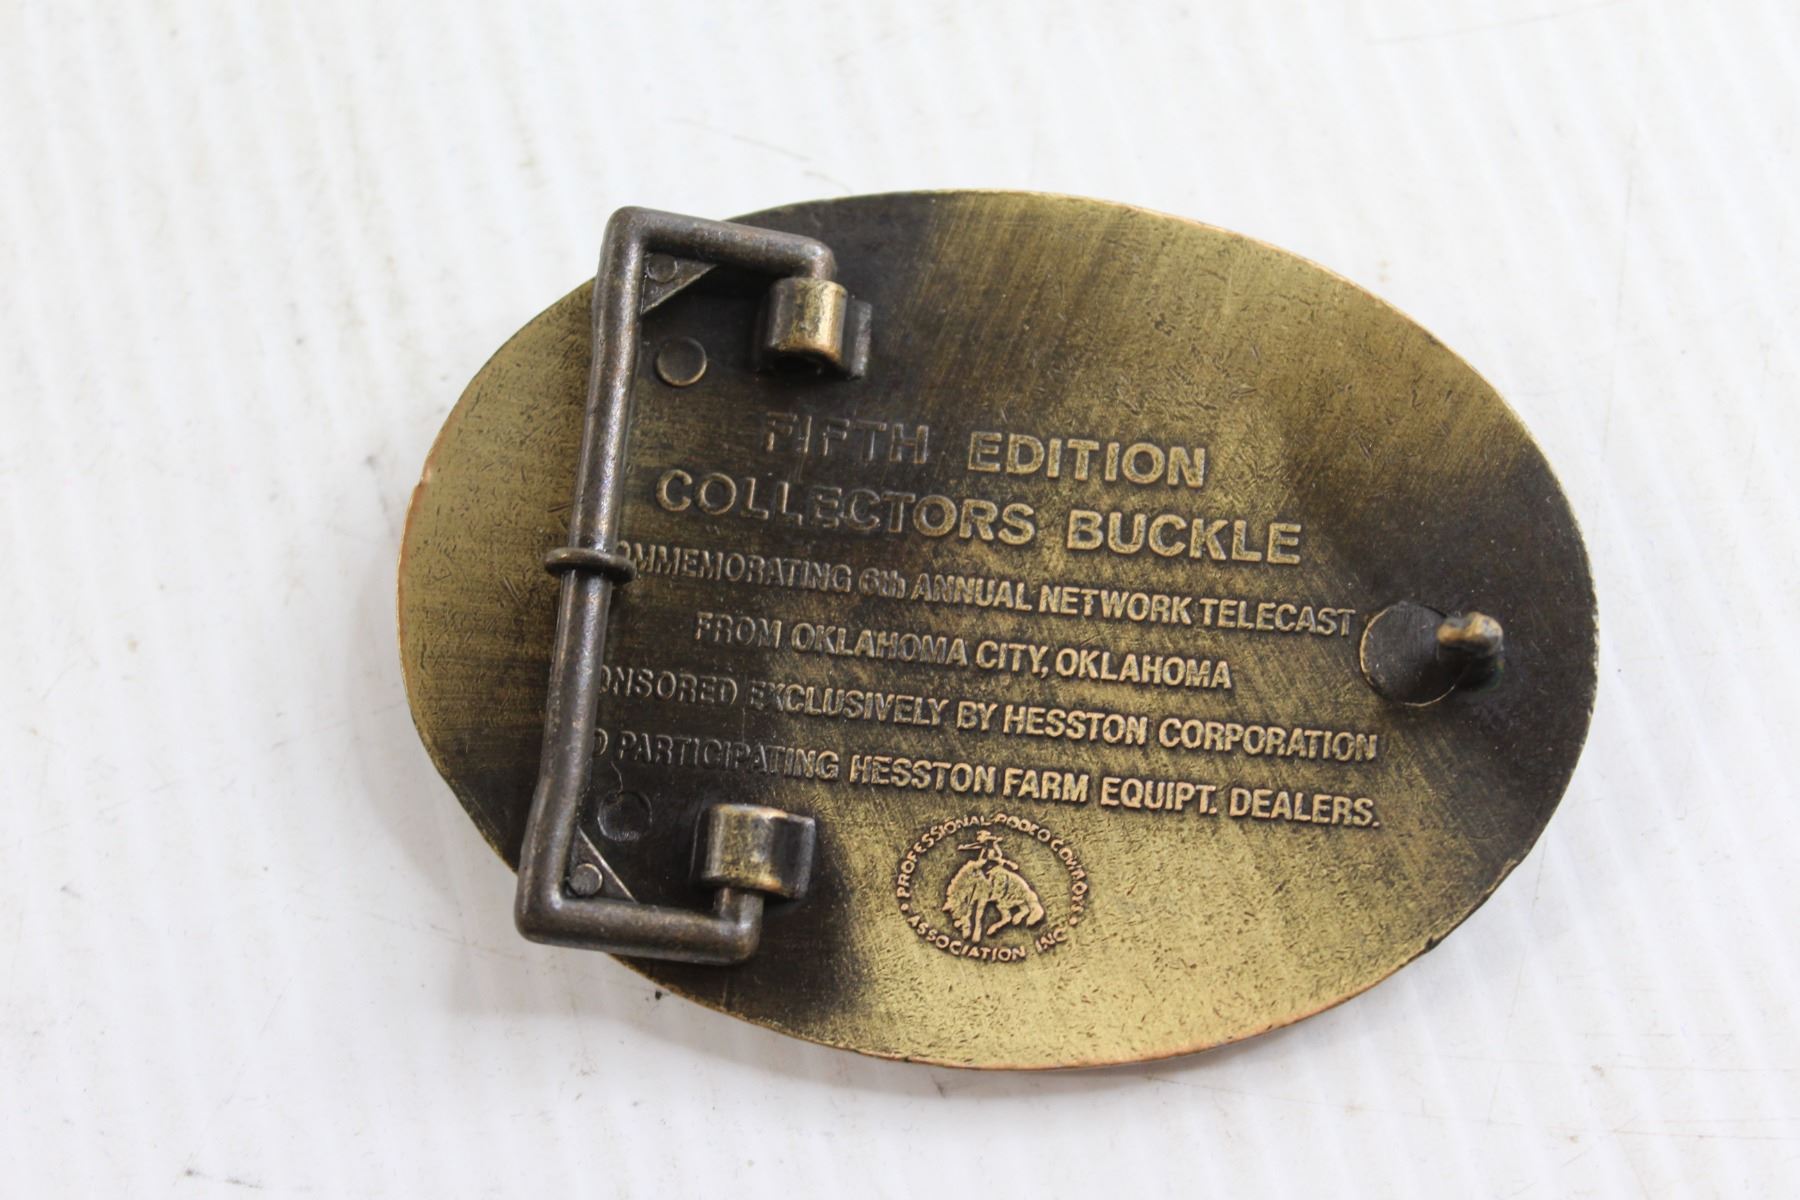 FIFTH EDITION
COLLECTORS BUCKLE
OMMEMORATING 6th ANNUAL NETWORK TELECAST
FROM OKLAHOMA CITY, OKLAHOMA
ONSORED EXCLUSIVELY BY HESSTON CORPORATION
D PARTICIPATING HESSTON FARM EQUIPT. DEALERS.
• PROFESSIONAL RODEO COWBOYS •
ASSOCIATION INC.